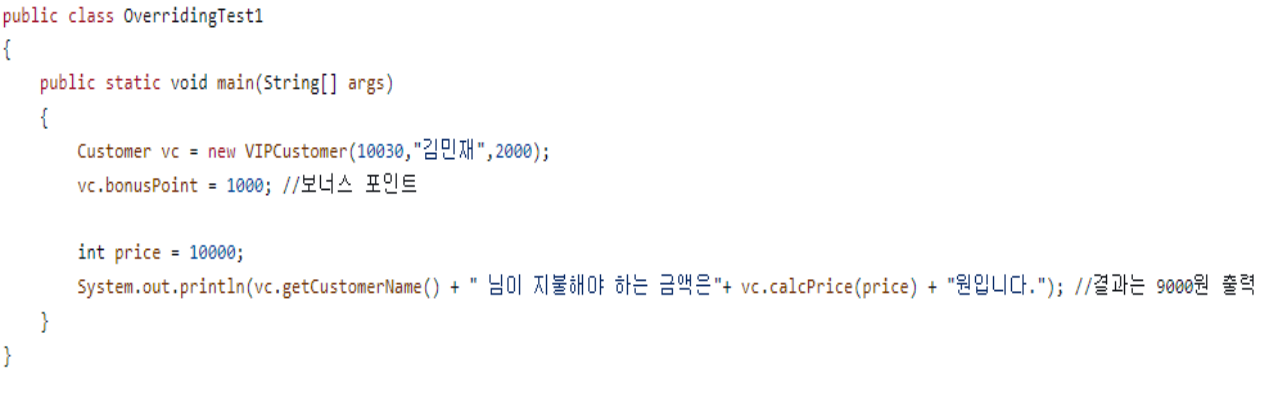 public class OverridingTest1
{
    public static void main(String[] args)
    {
        Customer vc = new VIPCustomer(10030,"김민재",2000);
        vc.bonusPoint = 1000; //보너스 포인트

        int price = 10000;
        System.out.println(vc.getCustomerName() + " 님이 지불해야 하는 금액은"+ vc.calcPrice(price) + "원입니다."); //결과는 9000원 출력
    }
}